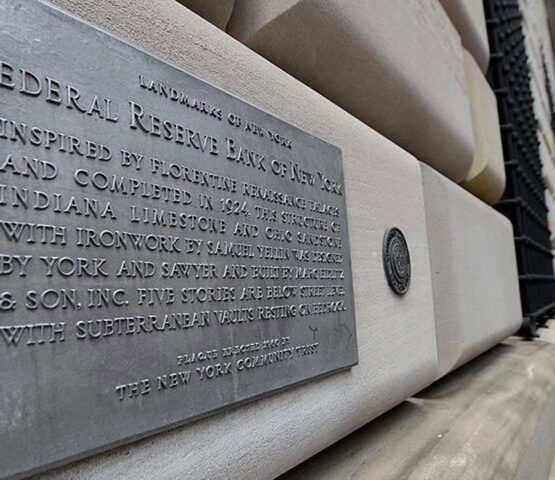 LANDMARKS OF NEW YORK
FEDERAL RESERVE BANK OF NEW YORK
INSPIRED BY FLORENTINE RENAISSANCE PALACES
AND COMPLETED IN 1924, THIS STRUCTURE OF
INDIANA LIMESTONE AND OHIO SANDSTONE
WITH IRONWORK BY SAMUEL YELLIN WAS DESIGNED
BY YORK AND SAWYER AND BUILT BY MARC EIDLITZ
& SON, INC. FIVE STORIES ARE BELOW STREET LEVEL
WITH SUBTERRANEAN VAULTS RESTING ON BEDROCK.
PLAQUE ERECTED BY
THE NEW YORK COMMUNITY TRUST